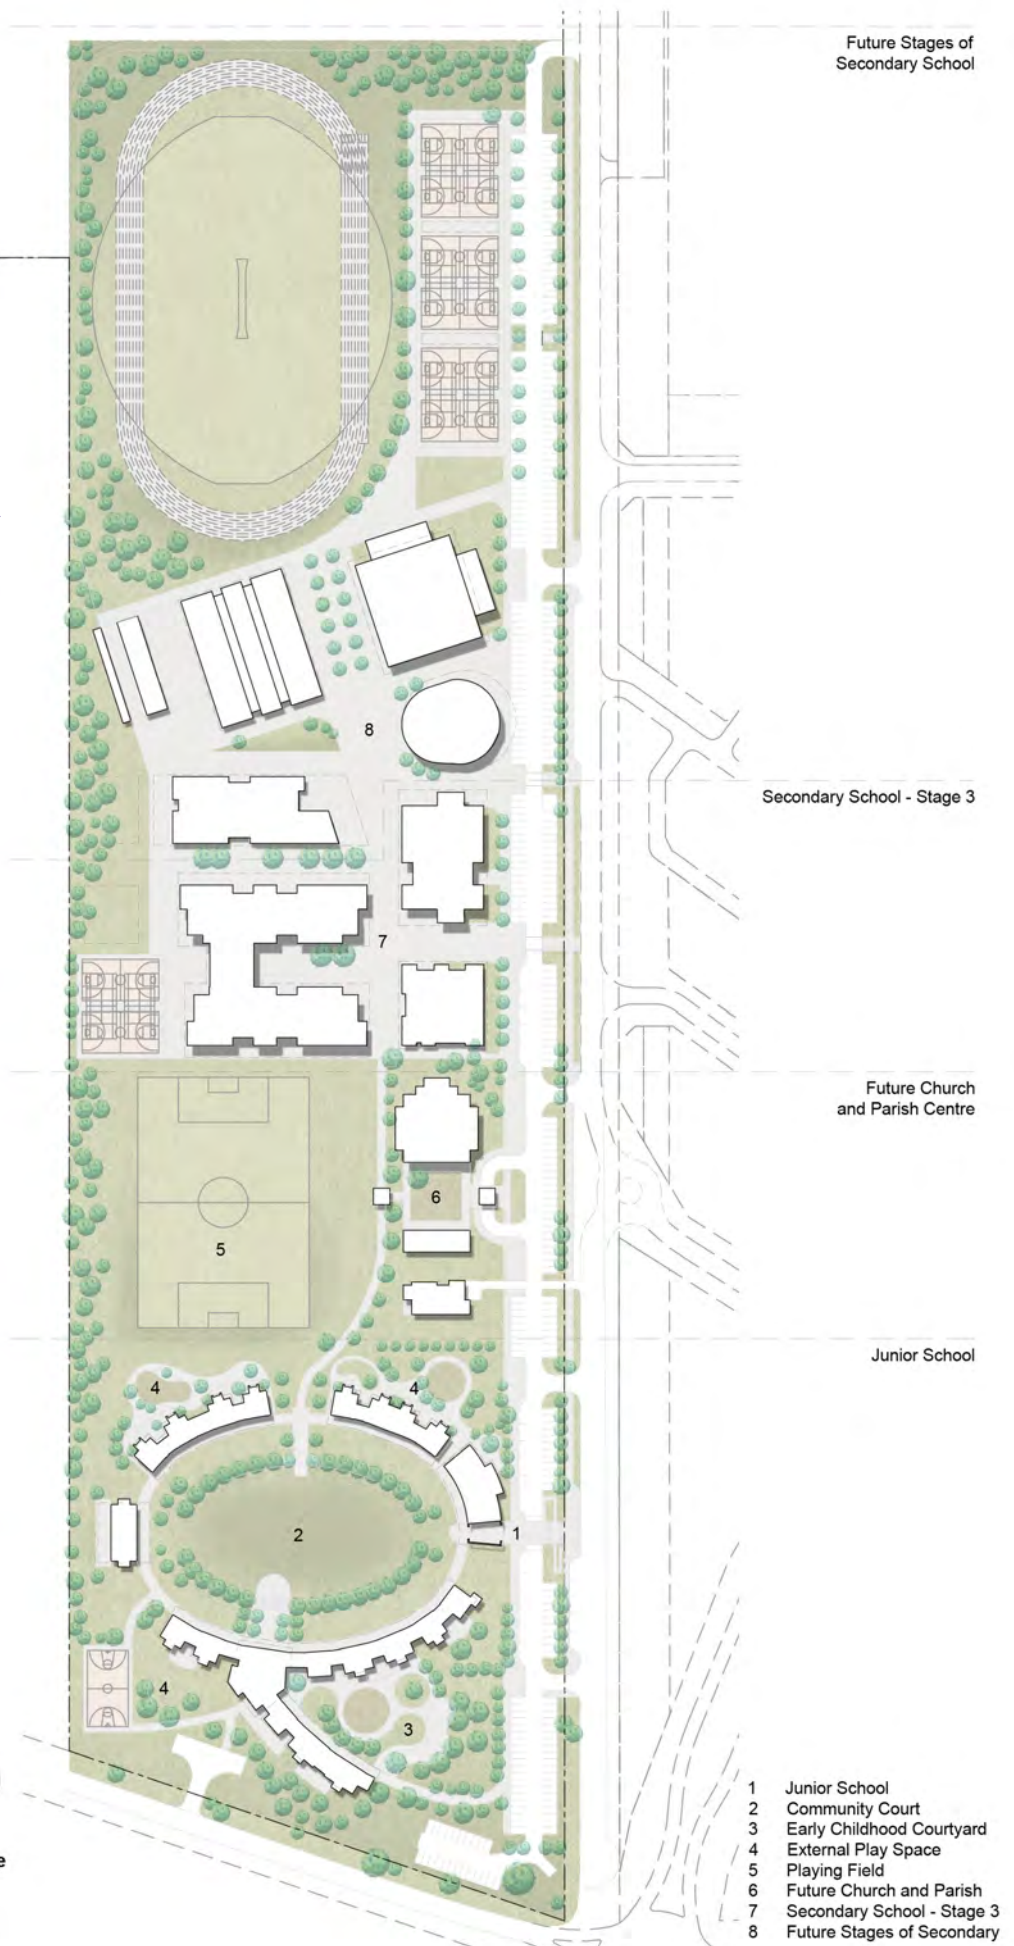 Future Stages of
Secondary School
8
Secondary School - Stage 3
7
Future Church
and Parish Centre
6
5
Junior School
4
4
2
1
4
3
1 Junior School
2 Community Court
3 Early Childhood Courtyard
4 External Play Space
5 Playing Field
6 Future Church and Parish
7 Secondary School - Stage 3
8 Future Stages of Secondary